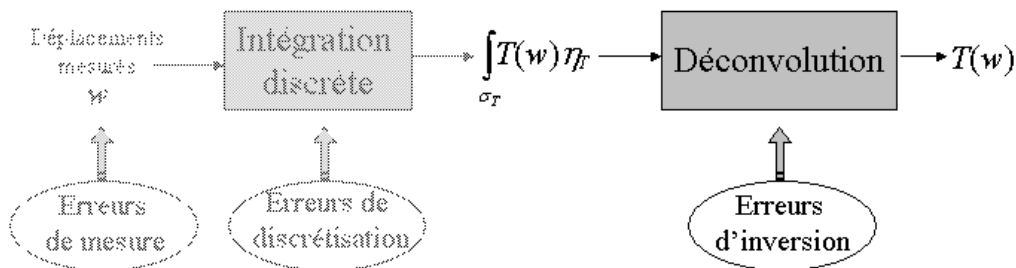 Déplacements
mesurés
w
Intégration
discrète
∫T(w)η_T
σ_T
Déconvolution
T(w)
Erreurs
de mesure
Erreurs de
discrétisation
Erreurs
d'inversion